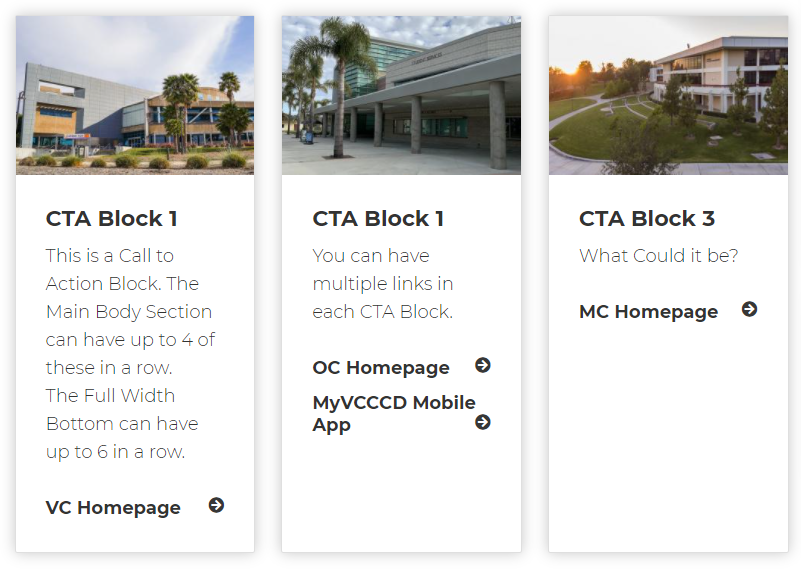 CTA Block 1
This is a Call to
Action Block. The
Main Body Section
can have up to 4 of
these in a row.
The Full Width
Bottom can have
up to 6 in a row.
VC Homepage
CTA Block 1
You can have
multiple links in
each CTA Block.
OC Homepage
MyVCCCD Mobile
App
CTA Block 3
What Could it be?
MC Homepage